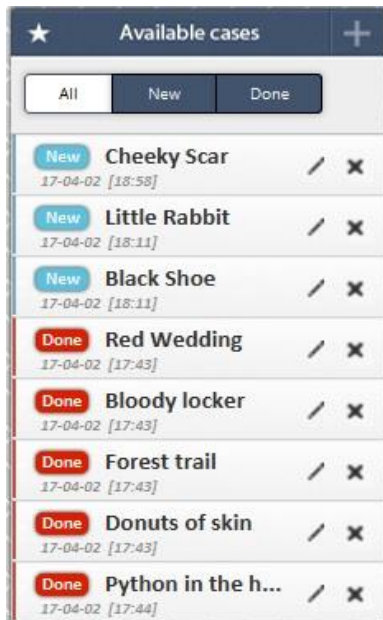 Available cases
All New Done
New Cheeky Scar
17-04-02 [18:58]
New Little Rabbit
17-04-02 [18:11]
New Black Shoe
17-04-02 [18:11]
Done Red Wedding
17-04-02 [17:43]
Done Bloody locker
17-04-02 [17:43]
Done Forest trail
17-04-02 [17:43]
Done Donuts of skin
17-04-02 [17:43]
Done Python in the h...
17-04-02 [17:44]